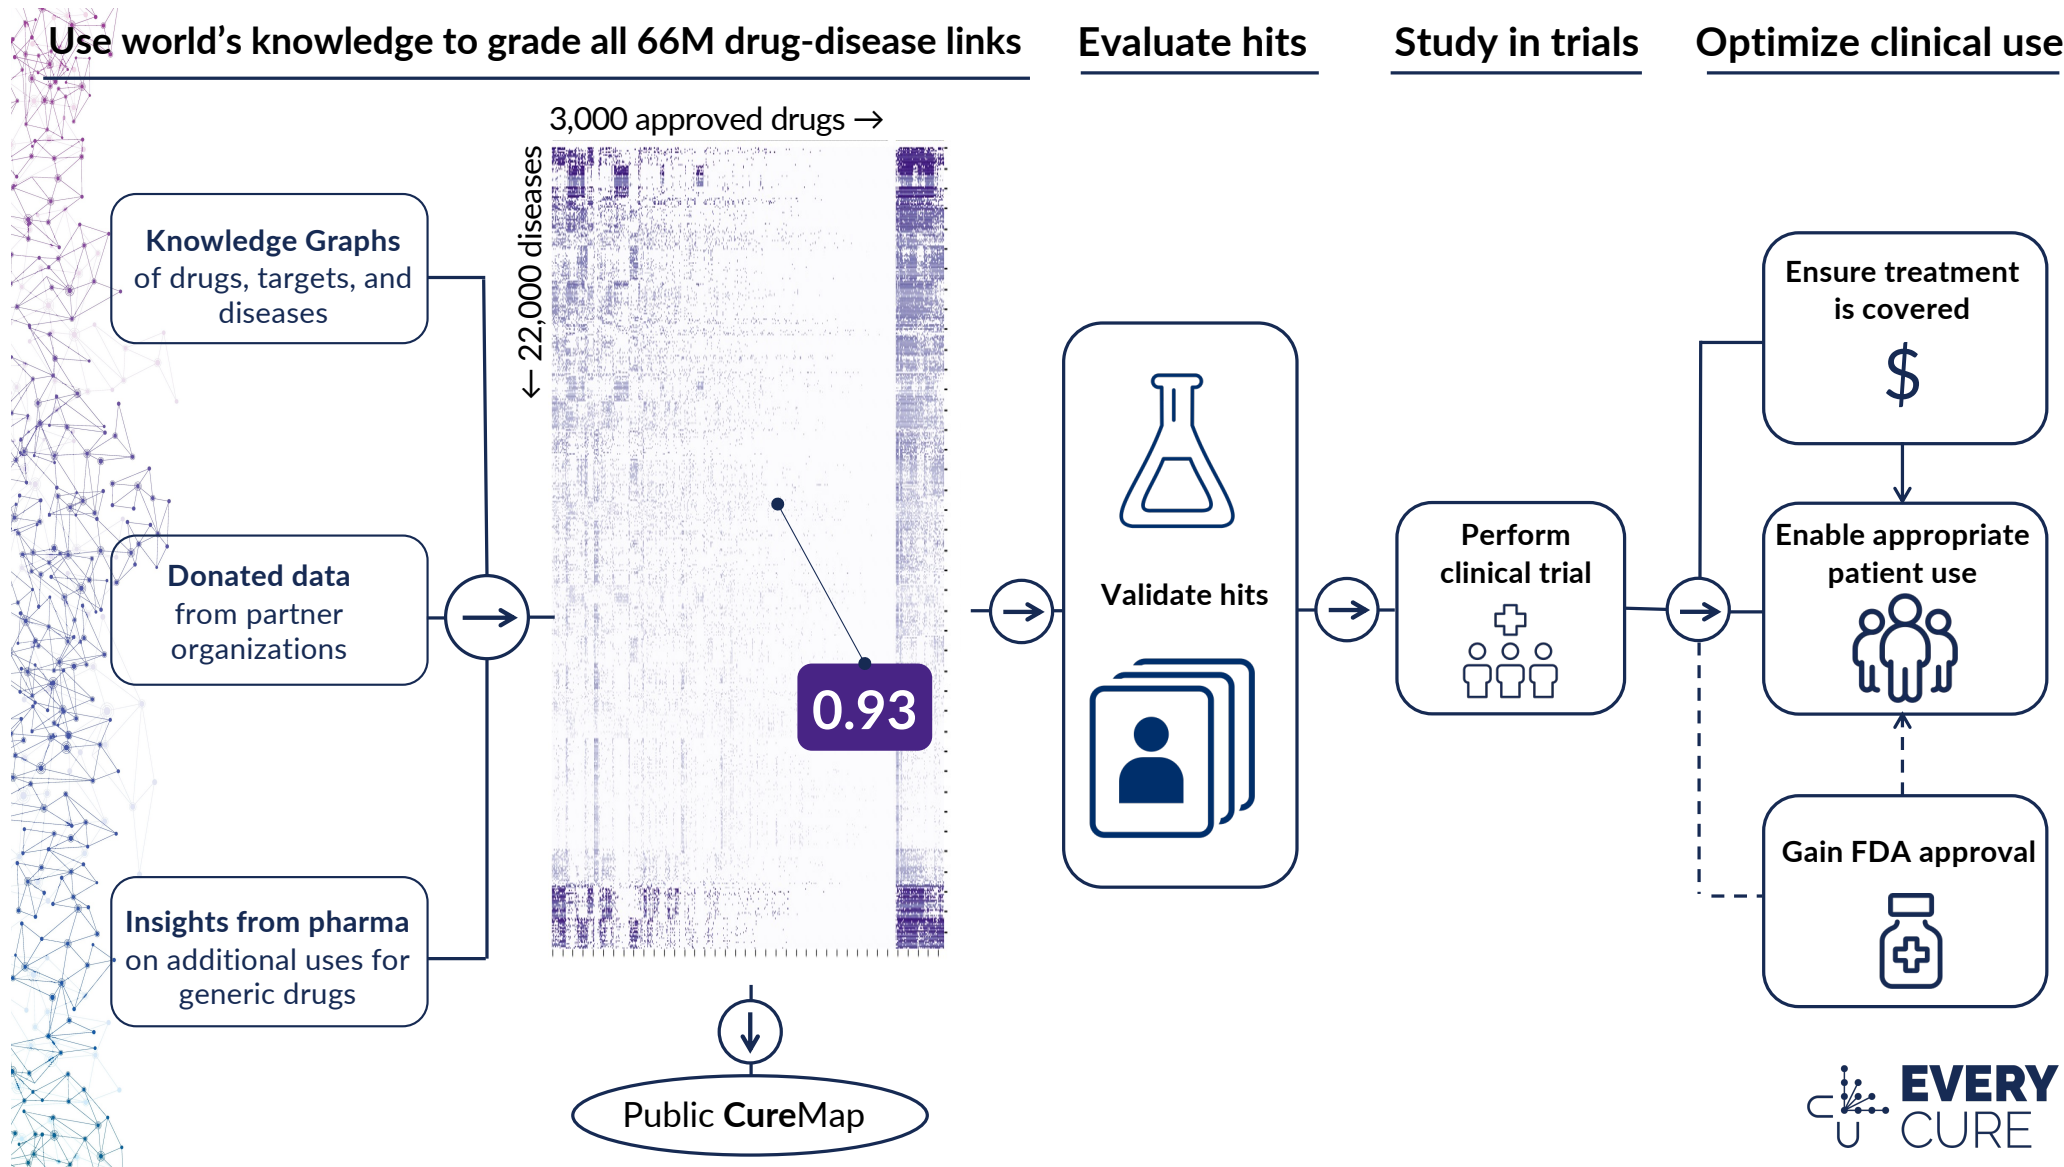 Use world's knowledge to grade all 66M drug-disease links
Evaluate hits
Study in trials
Optimize clinical use
3,000 approved drugs →
← 22,000 diseases
Knowledge Graphs
of drugs, targets, and
diseases
Donated data
from partner
organizations
Insights from pharma
on additional uses for
generic drugs
0.93
Public CureMap
Validate hits
Perform
clinical trial
Ensure treatment
is covered
$
Enable appropriate
patient use
Gain FDA approval
EVERY
CURE